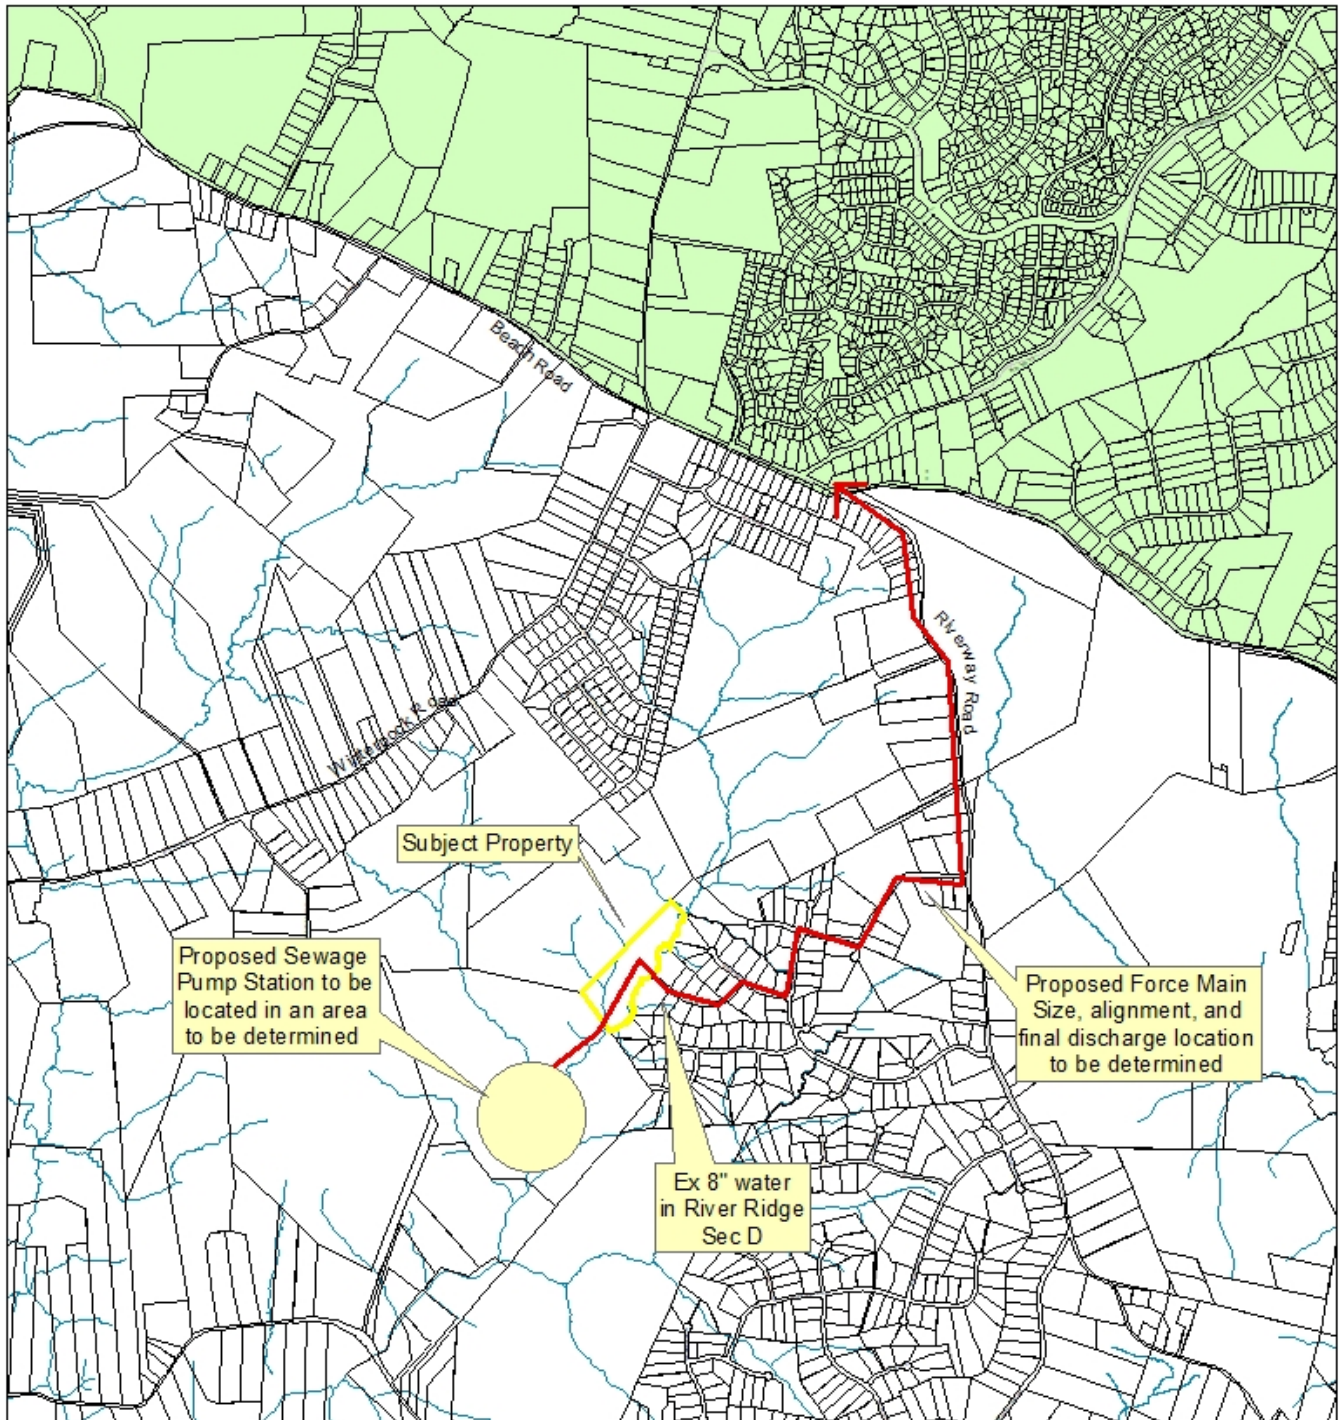 Beach Road
Riverway Road
Winterpock Road
Subject Property
Proposed Sewage
Pump Station to be
located in an area
to be determined
Proposed Force Main
Size, alignment, and
final discharge location
to be determined
Ex 8" water
in River Ridge
Sec D